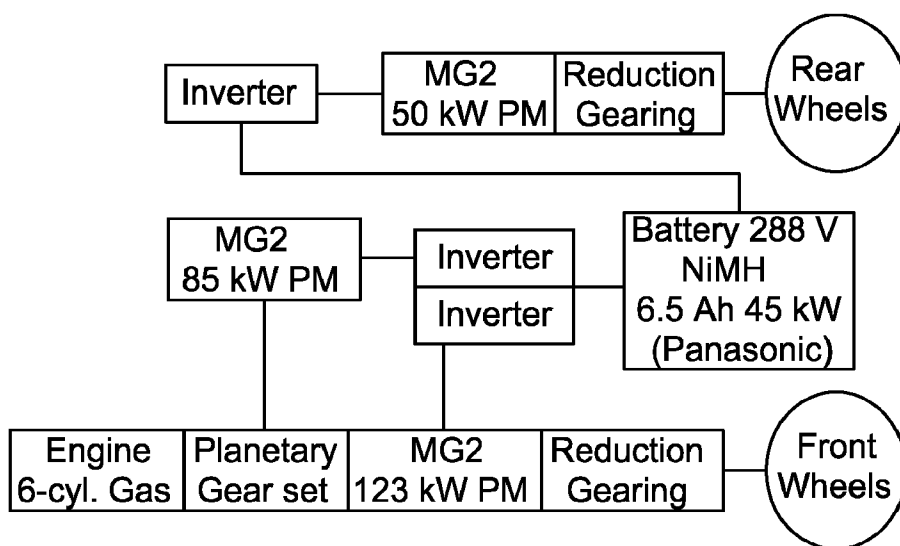 Inverter
MG2
50 kW PM
Reduction
Gearing
Rear
Wheels
MG2
85 kW PM
Inverter
Inverter
Battery 288 V
NiMH
6.5 Ah 45 kW
(Panasonic)
Engine
6-cyl. Gas
Planetary
Gear set
MG2
123 kW PM
Reduction
Gearing
Front
Wheels